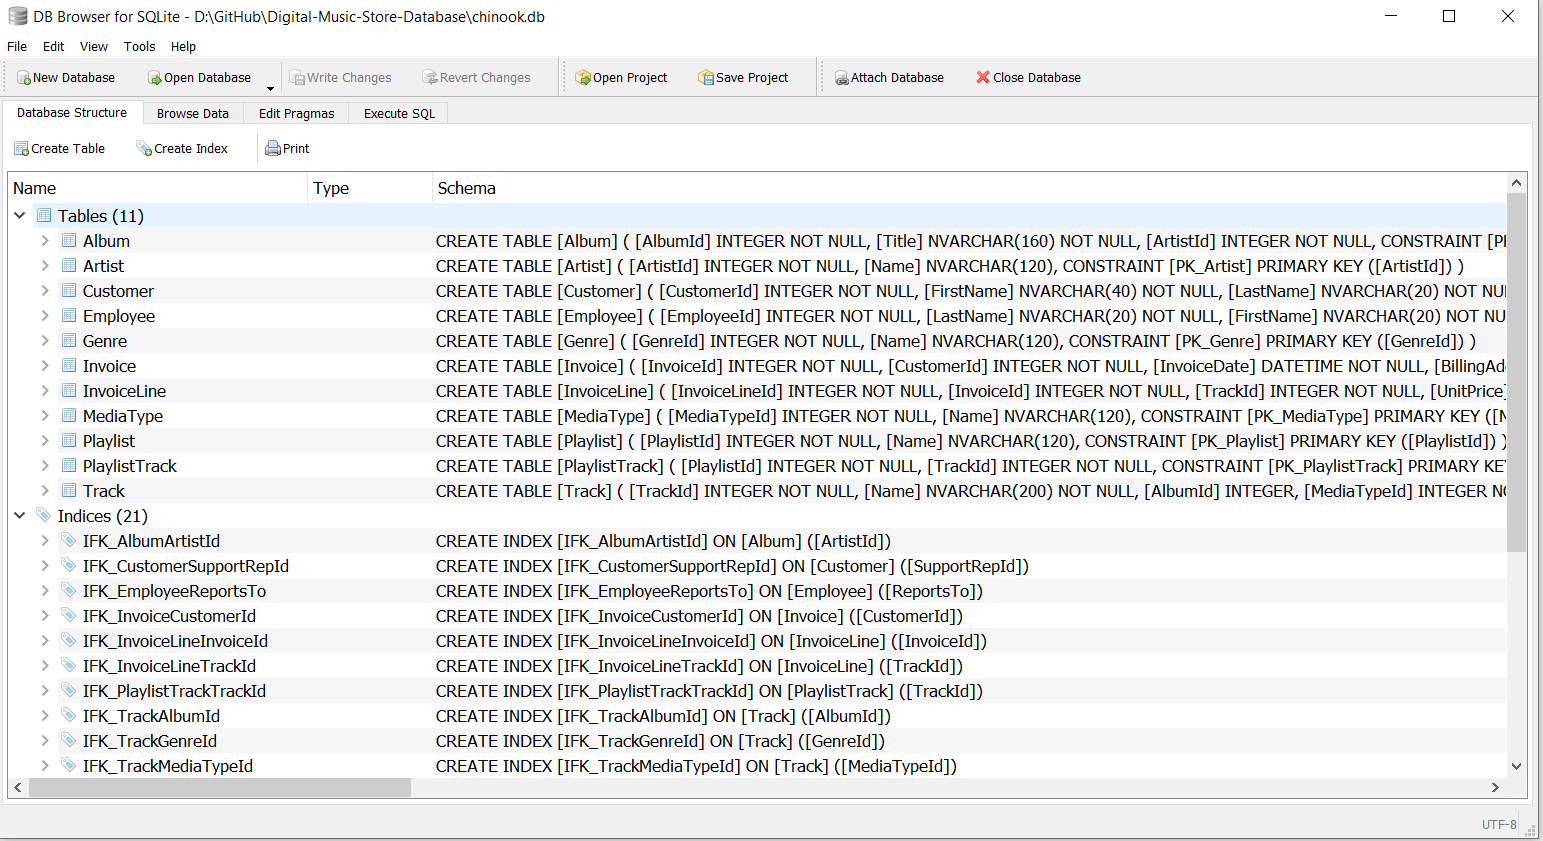 DB Browser for SQLite - D:\GitHub\Digital-Music-Store-Database\chinook.db
File Edit View Tools Help
New Database Open Database Write Changes Revert Changes Open Project Save Project Attach Database Close Database
Database Structure Browse Data Edit Pragmas Execute SQL
Create Table Create Index Print
Name Type Schema
Tables (11)
Album CREATE TABLE [Album] ( [AlbumId] INTEGER NOT NULL, [Title] NVARCHAR(160) NOT NULL, [ArtistId] INTEGER NOT NULL, CONSTRAINT [P
Artist CREATE TABLE [Artist] ( [ArtistId] INTEGER NOT NULL, [Name] NVARCHAR(120), CONSTRAINT [PK_Artist] PRIMARY KEY ([ArtistId]) )
Customer CREATE TABLE [Customer] ( [CustomerId] INTEGER NOT NULL, [FirstName] NVARCHAR(40) NOT NULL, [LastName] NVARCHAR(20) NOT NU
Employee CREATE TABLE [Employee] ( [EmployeeId] INTEGER NOT NULL, [LastName] NVARCHAR(20) NOT NULL, [FirstName] NVARCHAR(20) NOT NU
Genre CREATE TABLE [Genre] ( [GenreId] INTEGER NOT NULL, [Name] NVARCHAR(120), CONSTRAINT [PK_Genre] PRIMARY KEY ([GenreId]) )
Invoice CREATE TABLE [Invoice] ( [InvoiceId] INTEGER NOT NULL, [CustomerId] INTEGER NOT NULL, [InvoiceDate] DATETIME NOT NULL, [BillingAd
InvoiceLine CREATE TABLE [InvoiceLine] ( [InvoiceLineId] INTEGER NOT NULL, [InvoiceId] INTEGER NOT NULL, [TrackId] INTEGER NOT NULL, [UnitPrice]
MediaType CREATE TABLE [MediaType] ( [MediaTypeId] INTEGER NOT NULL, [Name] NVARCHAR(120), CONSTRAINT [PK_MediaType] PRIMARY KEY ([M
Playlist CREATE TABLE [Playlist] ( [PlaylistId] INTEGER NOT NULL, [Name] NVARCHAR(120), CONSTRAINT [PK_Playlist] PRIMARY KEY ([PlaylistId]) )
PlaylistTrack CREATE TABLE [PlaylistTrack] ( [PlaylistId] INTEGER NOT NULL, [TrackId] INTEGER NOT NULL, CONSTRAINT [PK_PlaylistTrack] PRIMARY KEY
Track CREATE TABLE [Track] ( [TrackId] INTEGER NOT NULL, [Name] NVARCHAR(200) NOT NULL, [AlbumId] INTEGER, [MediaTypeId] INTEGER NO
Indices (21)
IFK_AlbumArtistId CREATE INDEX [IFK_AlbumArtistId] ON [Album] ([ArtistId])
IFK_CustomerSupportRepId CREATE INDEX [IFK_CustomerSupportRepId] ON [Customer] ([SupportRepId])
IFK_EmployeeReportsTo CREATE INDEX [IFK_EmployeeReportsTo] ON [Employee] ([ReportsTo])
IFK_InvoiceCustomerId CREATE INDEX [IFK_InvoiceCustomerId] ON [Invoice] ([CustomerId])
IFK_InvoiceLineInvoiceId CREATE INDEX [IFK_InvoiceLineInvoiceId] ON [InvoiceLine] ([InvoiceId])
IFK_InvoiceLineTrackId CREATE INDEX [IFK_InvoiceLineTrackId] ON [InvoiceLine] ([TrackId])
IFK_PlaylistTrackTrackId CREATE INDEX [IFK_PlaylistTrackTrackId] ON [PlaylistTrack] ([TrackId])
IFK_TrackAlbumId CREATE INDEX [IFK_TrackAlbumId] ON [Track] ([AlbumId])
IFK_TrackGenreId CREATE INDEX [IFK_TrackGenreId] ON [Track] ([GenreId])
IFK_TrackMediaTypeId CREATE INDEX [IFK_TrackMediaTypeId] ON [Track] ([MediaTypeId])
UTF-8